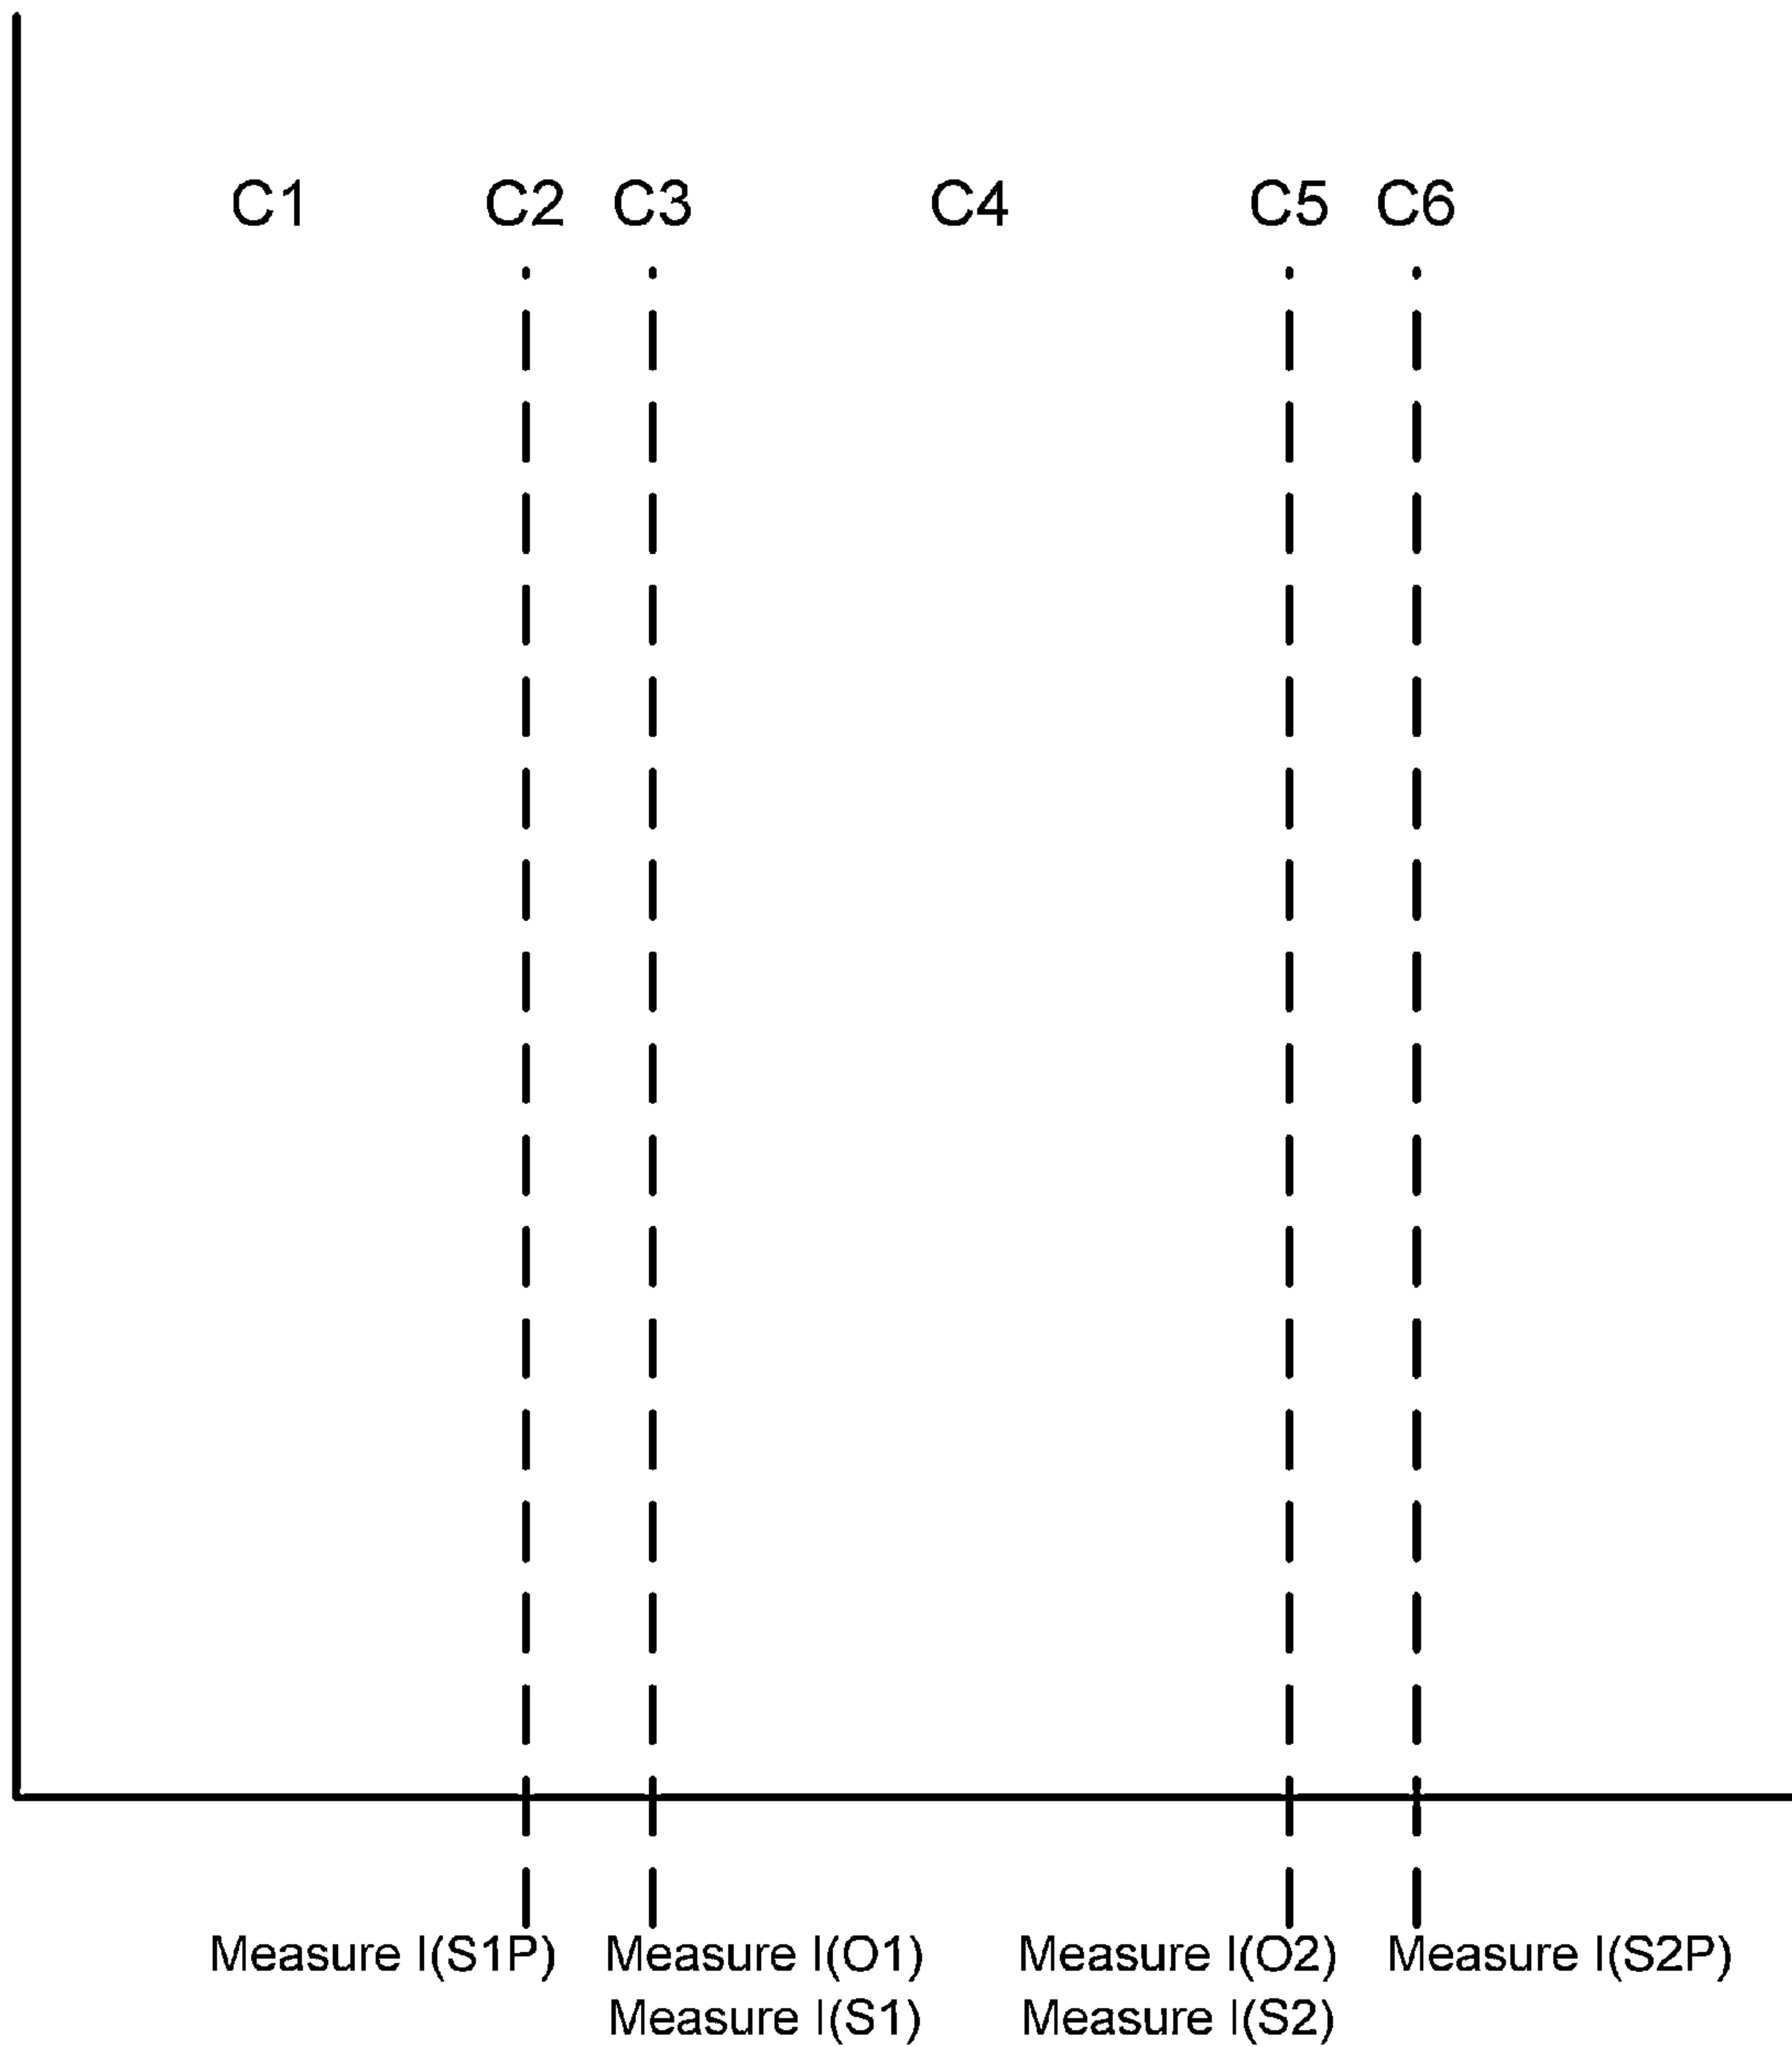 C1 C2 C3 C4 C5 C6
Measure I(S1P) Measure I(O1) Measure I(O2) Measure I(S2P)
Measure I(S1) Measure I(S2)